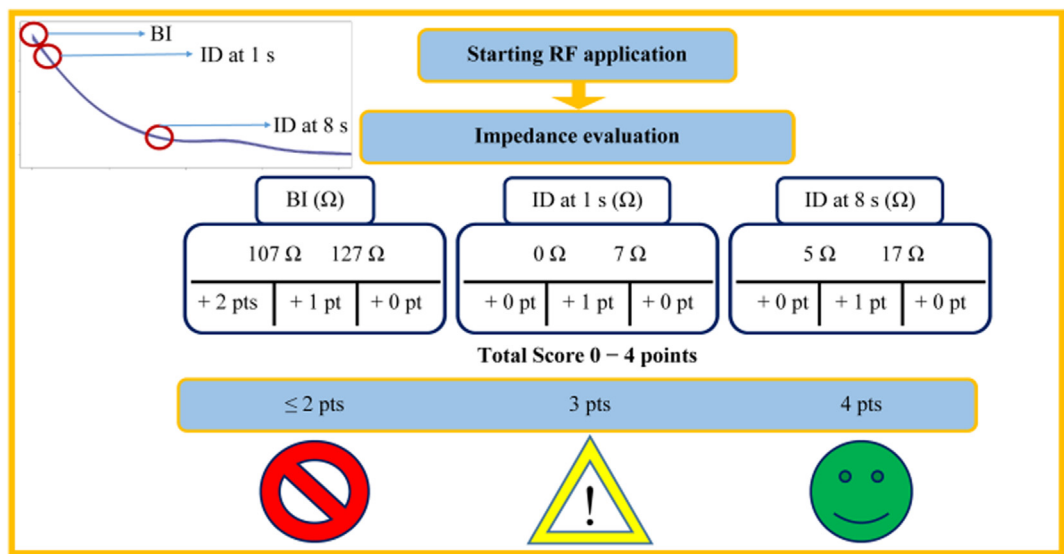 BI
ID at 1 s
ID at 8 s
Starting RF application
Impedance evaluation
BI (Ω)
107 Ω 127 Ω
+ 2 pts + 1 pt + 0 pt
ID at 1 s (Ω)
0 Ω 7 Ω
+ 0 pt + 1 pt + 0 pt
ID at 8 s (Ω)
5 Ω 17 Ω
+ 0 pt + 1 pt + 0 pt
Total Score 0 – 4 points
≤ 2 pts 3 pts 4 pts
!